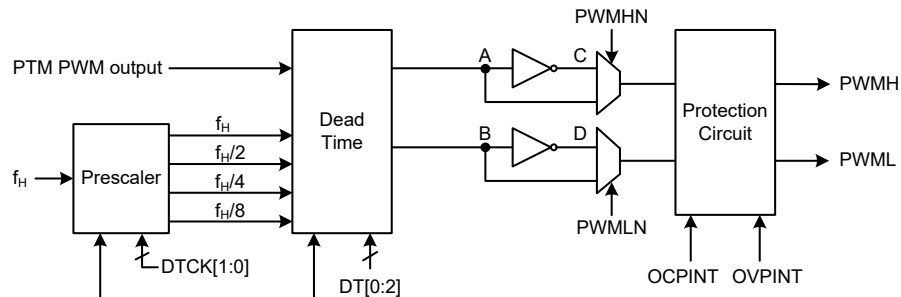 PWMHN
PTM PWM output
A
C
PWMH
Dead
Time
Protection
Circuit
fH
fH/2
fH/4
fH/8
fH
Prescaler
B
D
PWML
PWMLN
DTCK[1:0]
DT[0:2]
OCPINT
OVPINT